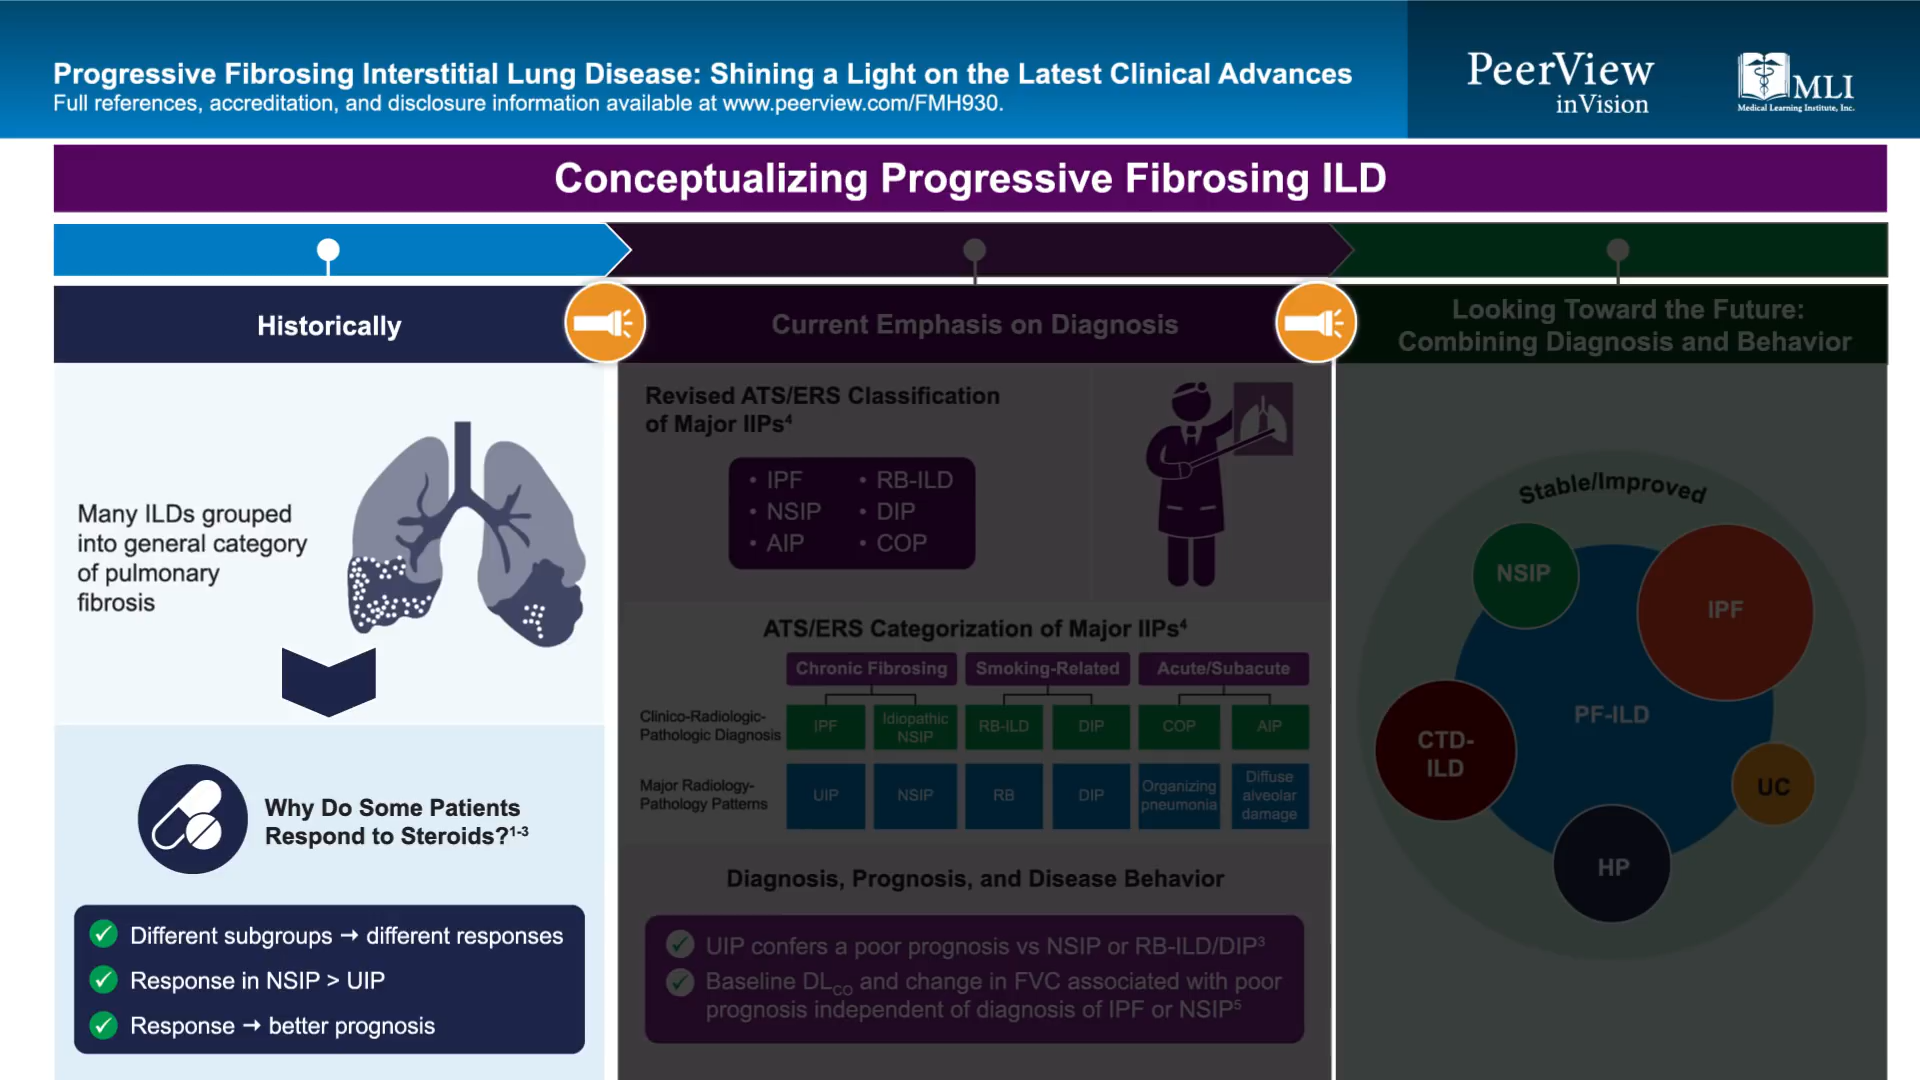 Progressive Fibrosing Interstitial Lung Disease: Shining a Light on the Latest Clinical Advances
Full references, accreditation, and disclosure information available at www.peerview.com/FMH930.
PeerView
inVision
MLI
Medical Learning Institute, Inc.
Conceptualizing Progressive Fibrosing ILD
Historically
Many ILDs grouped
into general category
of pulmonary
fibrosis
Why Do Some Patients
Respond to Steroids?¹⁻³
Different subgroups → different responses
Response in NSIP > UIP
Response → better prognosis
Current Emphasis on Diagnosis
Revised ATS/ERS Classification
of Major IIPs⁴
• IPF
• NSIP
• AIP
• RB-ILD
• DIP
• COP
ATS/ERS Categorization of Major IIPs⁴
Chronic Fibrosing
Smoking-Related
Acute/Subacute
Clinico-Radiologic-
Pathologic Diagnosis
IPF
Idiopathic
NSIP
RB-ILD
DIP
COP
AIP
Major Radiology-
Pathology Patterns
UIP
NSIP
RB
DIP
Organizing
pneumonia
Diffuse
alveolar
damage
Diagnosis, Prognosis, and Disease Behavior
UIP confers a poor prognosis vs NSIP or RB-ILD/DIP³
Baseline DLCO and change in FVC associated with poor
prognosis independent of diagnosis of IPF or NSIP⁵
Looking Toward the Future:
Combining Diagnosis and Behavior
Stable/Improved
NSIP
IPF
PF-ILD
CTD-
ILD
UC
HP